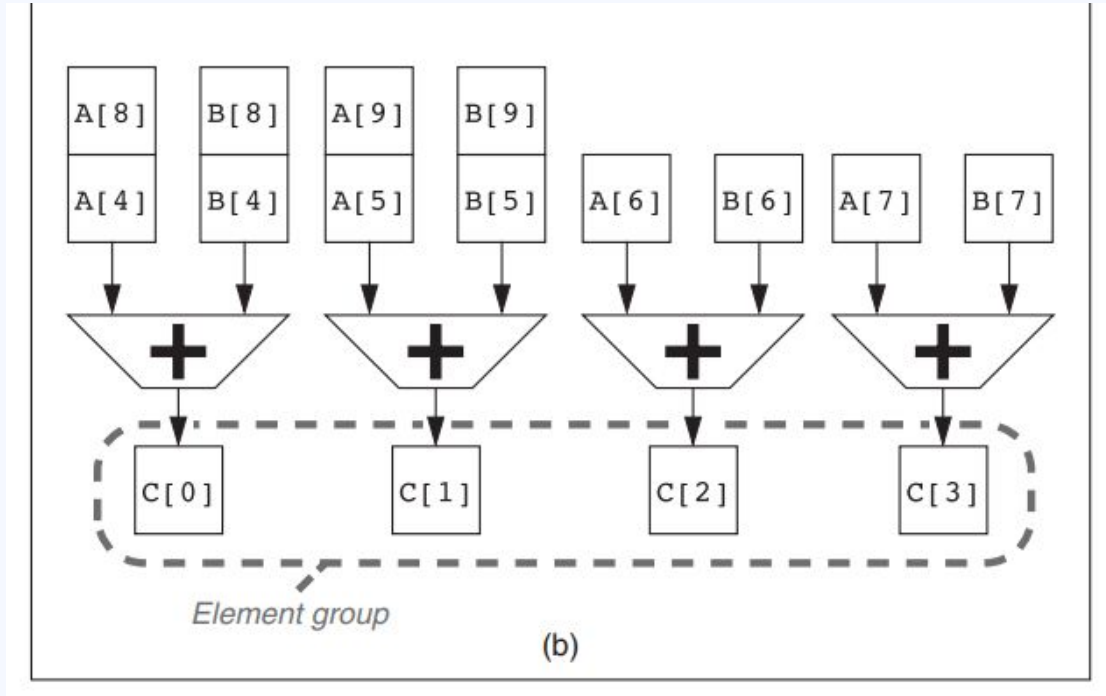 A[8] B[8] A[9] B[9]
A[4] B[4] A[5] B[5] A[6] B[6] A[7] B[7]
+ + + +
C[0] C[1] C[2] C[3]
Element group
(b)